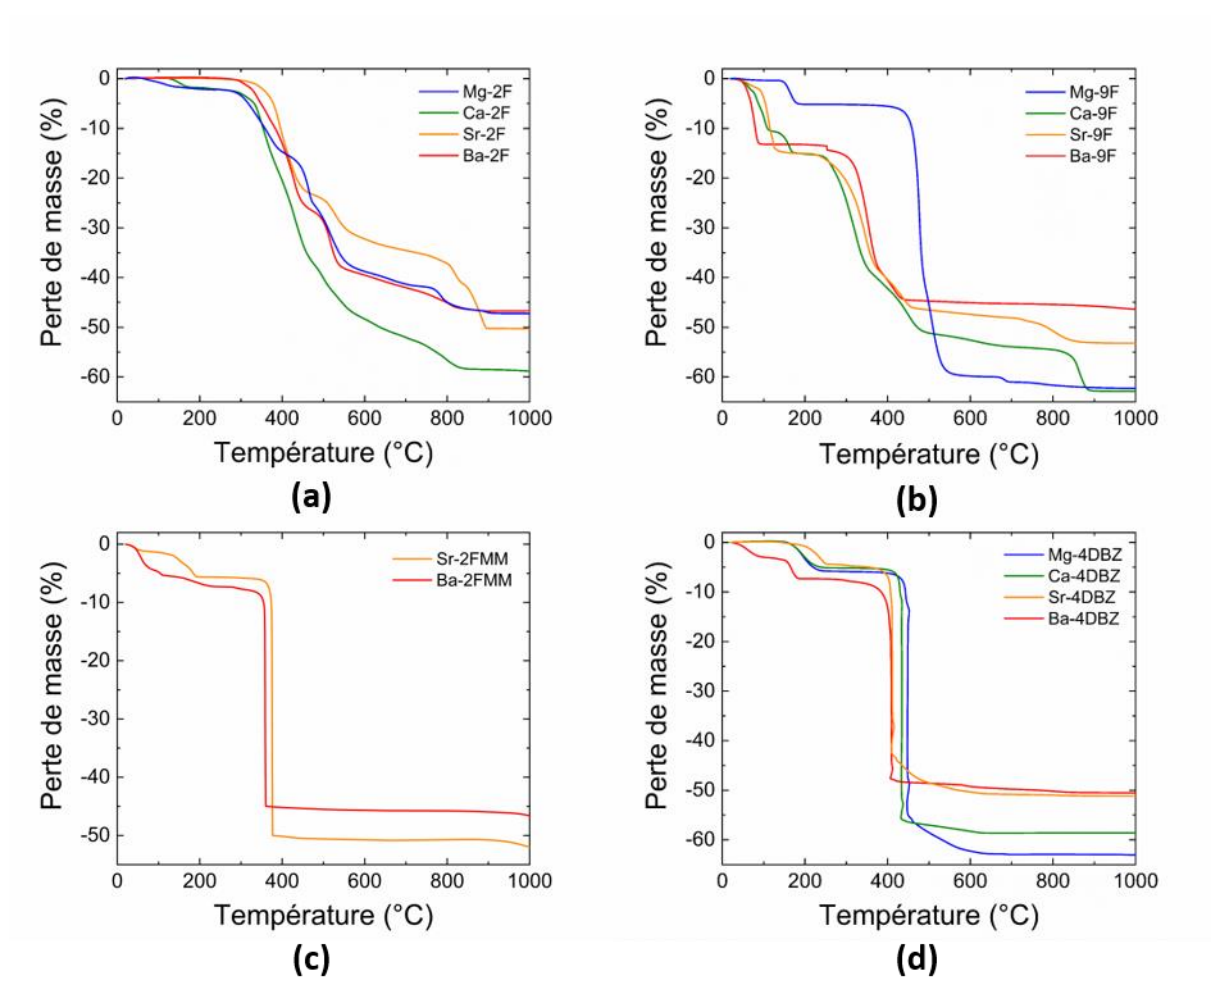 0
-10
-20
-30
-40
-50
-60
Perte de masse (%)
Mg-2F
Ca-2F
Sr-2F
Ba-2F
0 200 400 600 800 1000
Température (°C)
(a)
0
-10
-20
-30
-40
-50
-60
Perte de masse (%)
Mg-9F
Ca-9F
Sr-9F
Ba-9F
0 200 400 600 800 1000
Température (°C)
(b)
0
-10
-20
-30
-40
-50
Perte de masse (%)
Sr-2FMM
Ba-2FMM
0 200 400 600 800 1000
Température (°C)
(c)
0
-10
-20
-30
-40
-50
-60
Perte de masse (%)
Mg-4DBZ
Ca-4DBZ
Sr-4DBZ
Ba-4DBZ
0 200 400 600 800 1000
Température (°C)
(d)